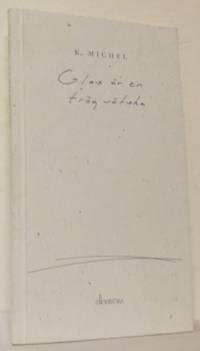 K. MICHEL
Glas är en
trög vätska